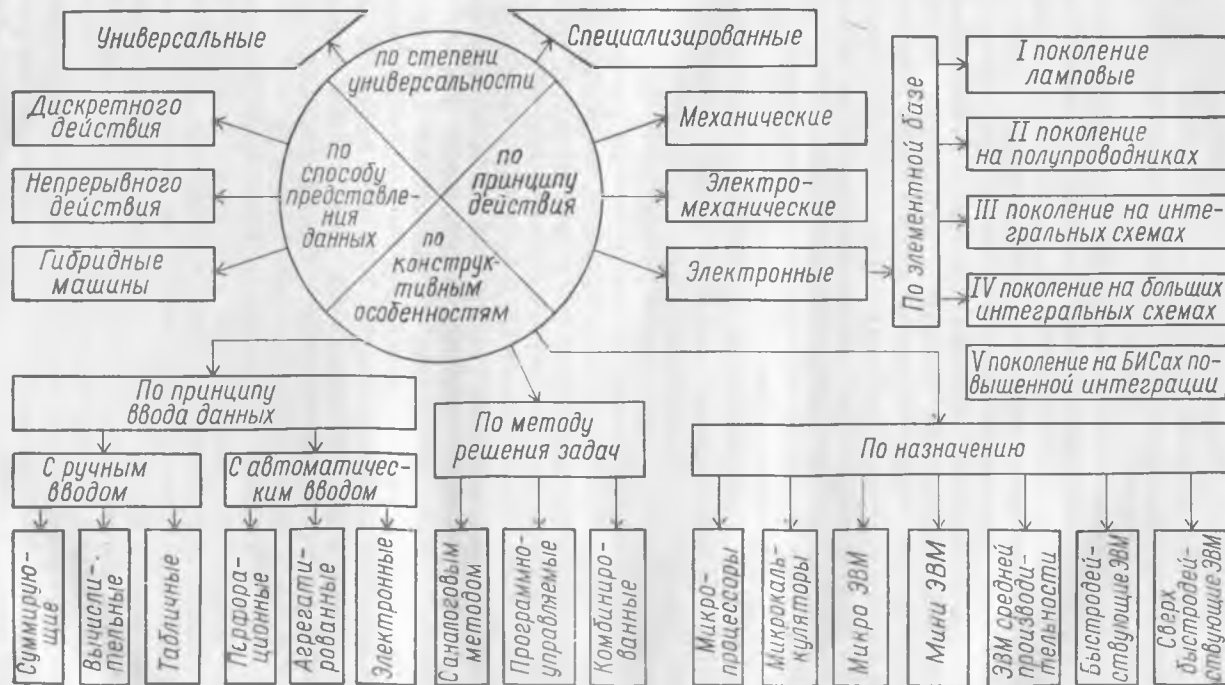 Универсальные
Специализированные
по степени
универсальности
Дискретного
действия
Непрерывного
действия
Гибридные
машины
по
способу
представле-
ния
данных
по
принципу
действия
по
конструк-
тивным
особенностям
Механические
Электро-
механические
Электронные
По элементной базе
I поколение
ламповые
II поколение
на полупроводниках
III поколение на инте-
гральных схемах
IV поколение на больших
интегральных схемах
V поколение на БИСах по-
вышенной интеграции
По принципу
ввода данных
С ручным
вводом
С автоматичес-
ким вводом
Суммирую-
щие
Вычисли-
тельные
Табличные
Перфора-
ционные
Агрегати-
рованные
Электронные
По методу
решения задач
С аналоговым
методом
Программно-
управляемые
Комбиниро-
ванные
По назначению
Микро-
процессоры
Микрокаль-
куляторы
Микро ЭВМ
Мини ЭВМ
ЭВМ средней
производи-
тельности
Быстродей-
ствующие ЭВМ
Сверх
быстродей-
ствующие ЭВМ